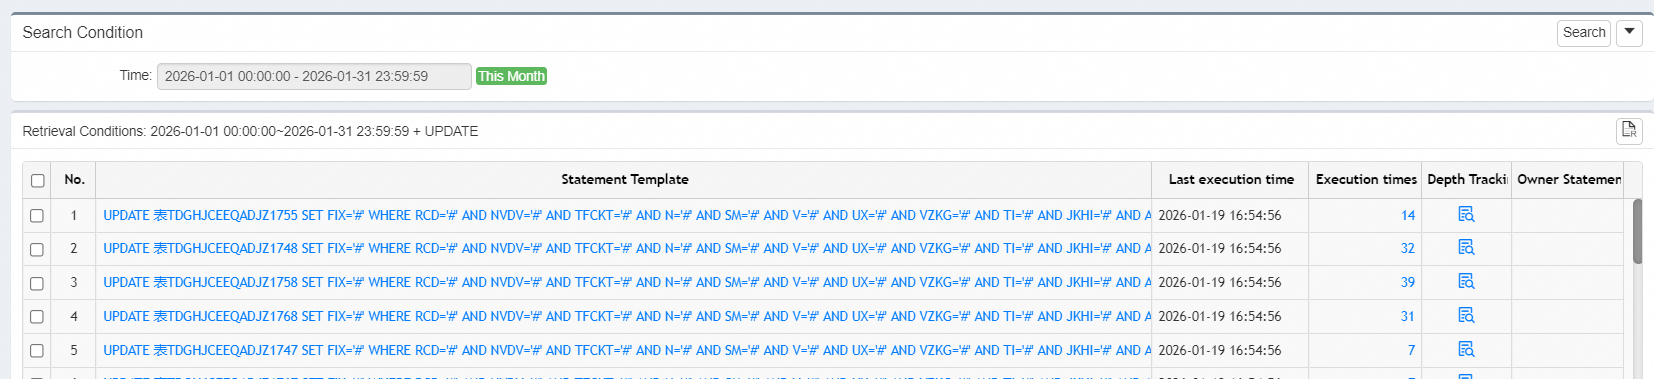 Search Condition
Search
Time: 2026-01-01 00:00:00 - 2026-01-31 23:59:59 This Month
Retrieval Conditions: 2026-01-01 00:00:00~2026-01-31 23:59:59 + UPDATE
No. Statement Template Last execution time Execution times Depth Tracki Owner Statemen
1 UPDATE 表TDGHJCEEQADJZ1755 SET FIX='#' WHERE RCD='#' AND NVDV='#' AND TFCKT='#' AND N='#' AND SM='#' AND V='#' AND UX='#' AND VZKG='#' AND TI='#' AND JKHI='#' AND A 2026-01-19 16:54:56 14
2 UPDATE 表TDGHJCEEQADJZ1748 SET FIX='#' WHERE RCD='#' AND NVDV='#' AND TFCKT='#' AND N='#' AND SM='#' AND V='#' AND UX='#' AND VZKG='#' AND TI='#' AND JKHI='#' AND A 2026-01-19 16:54:56 32
3 UPDATE 表TDGHJCEEQADJZ1758 SET FIX='#' WHERE RCD='#' AND NVDV='#' AND TFCKT='#' AND N='#' AND SM='#' AND V='#' AND UX='#' AND VZKG='#' AND TI='#' AND JKHI='#' AND A 2026-01-19 16:54:56 39
4 UPDATE 表TDGHJCEEQADJZ1768 SET FIX='#' WHERE RCD='#' AND NVDV='#' AND TFCKT='#' AND N='#' AND SM='#' AND V='#' AND UX='#' AND VZKG='#' AND TI='#' AND JKHI='#' AND A 2026-01-19 16:54:56 31
5 UPDATE 表TDGHJCEEQADJZ1747 SET FIX='#' WHERE RCD='#' AND NVDV='#' AND TFCKT='#' AND N='#' AND SM='#' AND V='#' AND UX='#' AND VZKG='#' AND TI='#' AND JKHI='#' AND A 2026-01-19 16:54:56 7